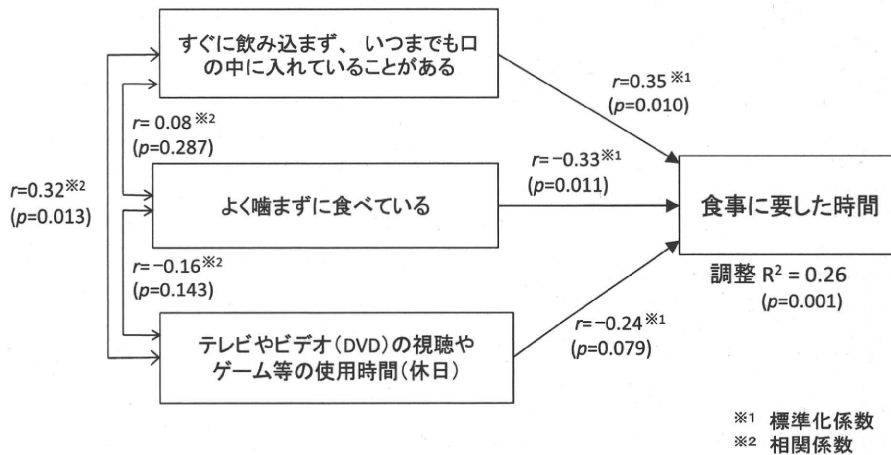 すぐに飲み込まず、いつまでも口
の中に入れていることがある
r=0.35※1
(p=0.010)
r= 0.08※2
(p=0.287)
r=0.32※2
(p=0.013)
よく噛まずに食べている
r=−0.33※1
(p=0.011)
食事に要した時間
調整 R² = 0.26
(p=0.001)
r=−0.16※2
(p=0.143)
テレビやビデオ(DVD)の視聴や
ゲーム等の使用時間(休日)
r=−0.24※1
(p=0.079)
※1 標準化係数
※2 相関係数